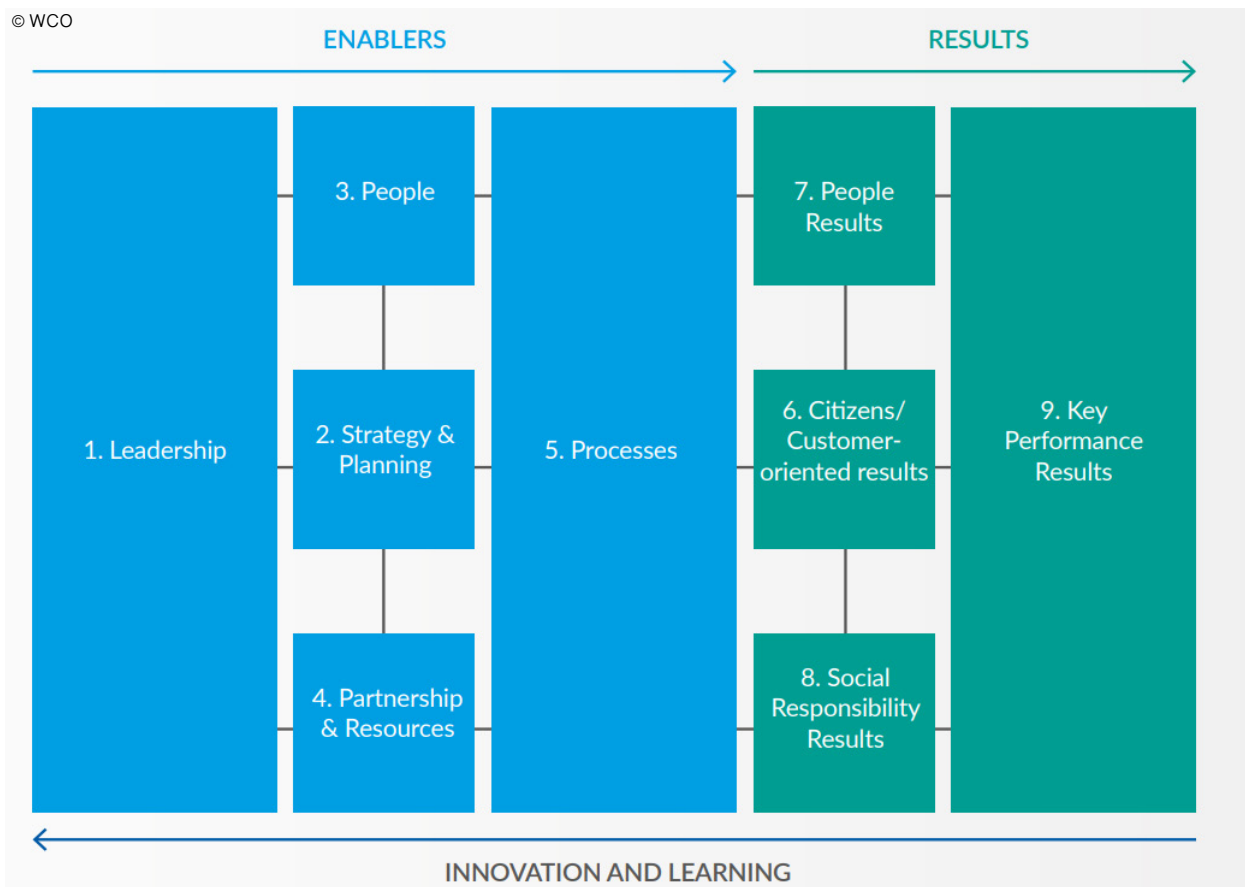 © WCO
ENABLERS
RESULTS
1. Leadership
3. People
2. Strategy &
Planning
4. Partnership
& Resources
5. Processes
7. People
Results
6. Citizens/
Customer-
oriented results
8. Social
Responsibility
Results
9. Key
Performance
Results
INNOVATION AND LEARNING